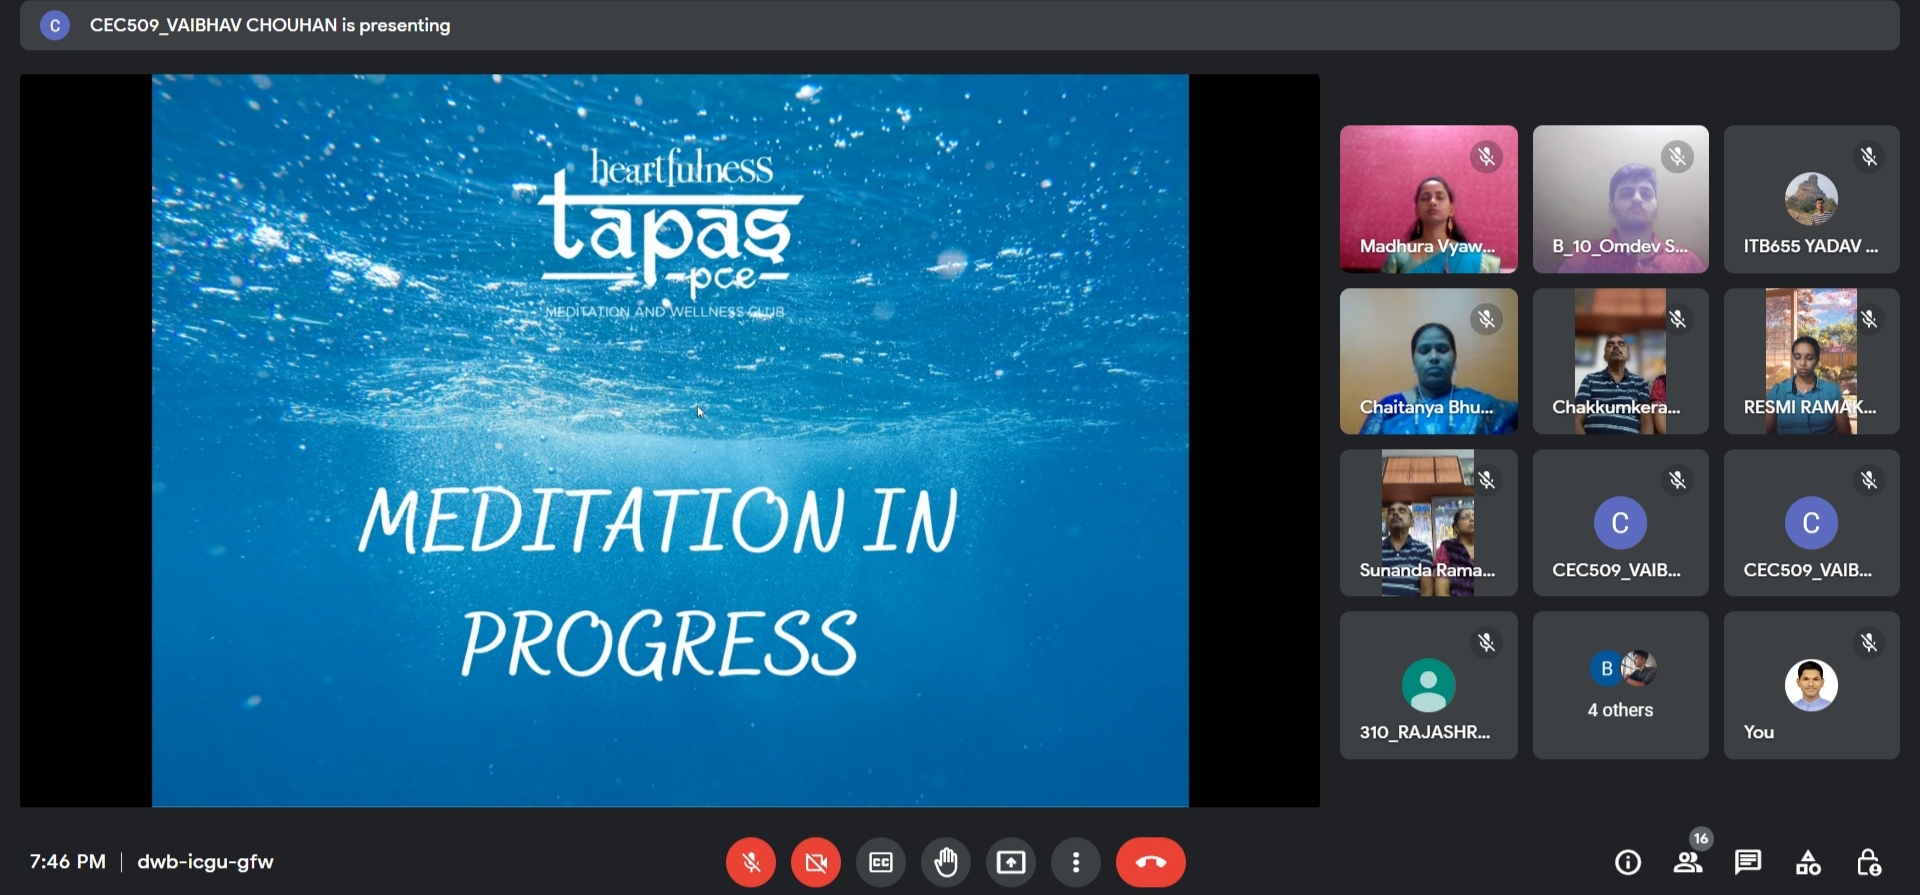 C
CEC509_VAIBHAV CHOUHAN is presenting
heartfulness
tapas
pce
MEDITATION AND WELLNESS CLUB
MEDITATION IN
PROGRESS
Madhura Vyaw...
B_10_Omdev S...
ITB655 YADAV ...
Chaitanya Bhu...
Chakkumkera...
RESMI RAMAK...
Sunanda Rama...
C
CEC509_VAIB...
C
CEC509_VAIB...
310_RAJASHR...
B
4 others
You
7:46 PM | dwb-icgu-gfw
CC
16